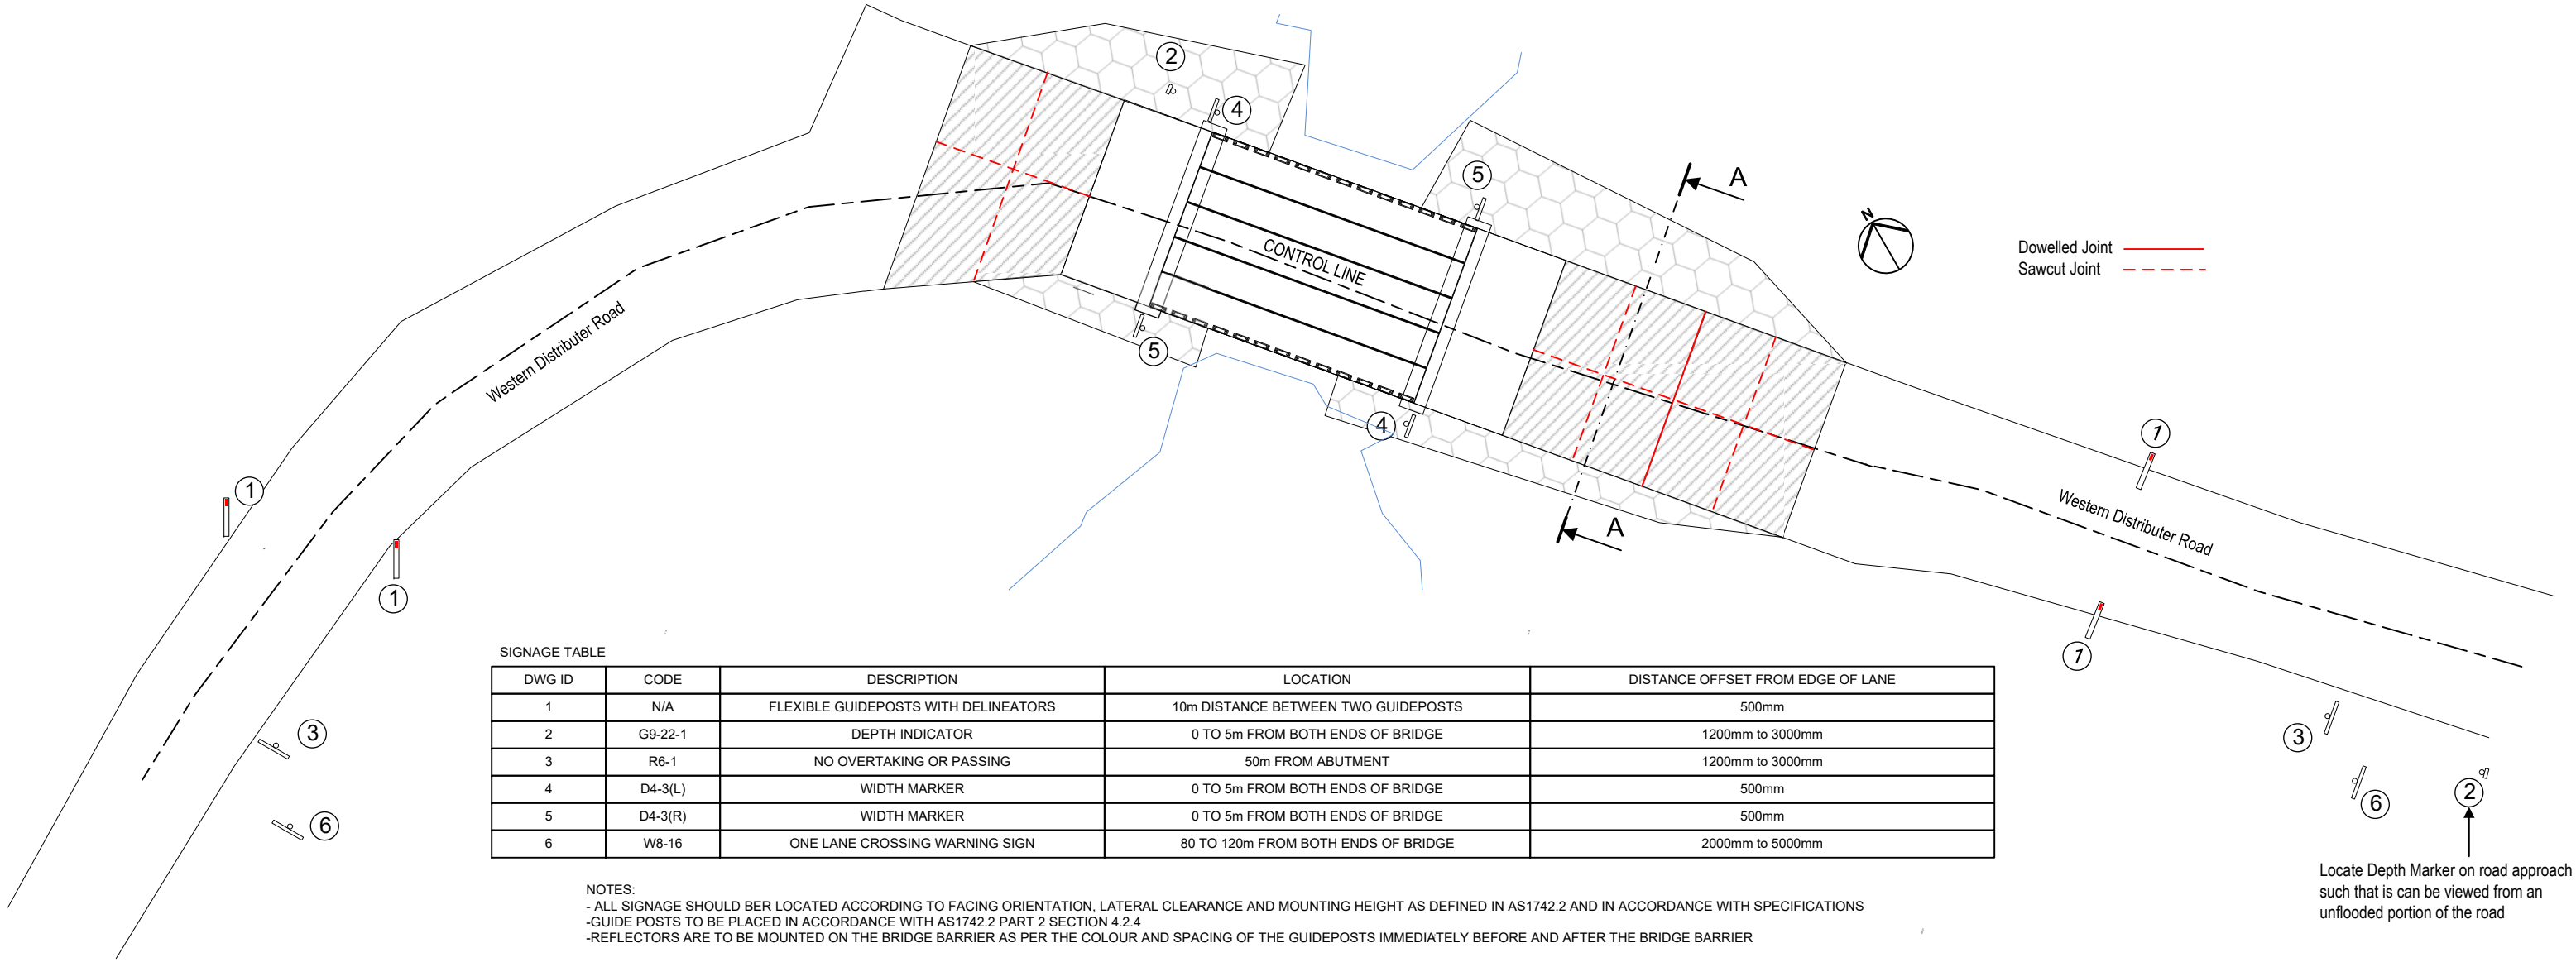 2
4
5
A
N
Dowelled Joint
Sawcut Joint
CONTROL LINE
Western Distributer Road
5
4
1
1
A
1
Western Distributer Road
1
3
6
3
6
2
Locate Depth Marker on road approach
such that is can be viewed from an
unflooded portion of the road
SIGNAGE TABLE
DWG ID CODE DESCRIPTION LOCATION DISTANCE OFFSET FROM EDGE OF LANE
1 N/A FLEXIBLE GUIDEPOSTS WITH DELINEATORS 10m DISTANCE BETWEEN TWO GUIDEPOSTS 500mm
2 G9-22-1 DEPTH INDICATOR 0 TO 5m FROM BOTH ENDS OF BRIDGE 1200mm to 3000mm
3 R6-1 NO OVERTAKING OR PASSING 50m FROM ABUTMENT 1200mm to 3000mm
4 D4-3(L) WIDTH MARKER 0 TO 5m FROM BOTH ENDS OF BRIDGE 500mm
5 D4-3(R) WIDTH MARKER 0 TO 5m FROM BOTH ENDS OF BRIDGE 500mm
6 W8-16 ONE LANE CROSSING WARNING SIGN 80 TO 120m FROM BOTH ENDS OF BRIDGE 2000mm to 5000mm
NOTES:
- ALL SIGNAGE SHOULD BER LOCATED ACCORDING TO FACING ORIENTATION, LATERAL CLEARANCE AND MOUNTING HEIGHT AS DEFINED IN AS1742.2 AND IN ACCORDANCE WITH SPECIFICATIONS
-GUIDE POSTS TO BE PLACED IN ACCORDANCE WITH AS1742.2 PART 2 SECTION 4.2.4
-REFLECTORS ARE TO BE MOUNTED ON THE BRIDGE BARRIER AS PER THE COLOUR AND SPACING OF THE GUIDEPOSTS IMMEDIATELY BEFORE AND AFTER THE BRIDGE BARRIER